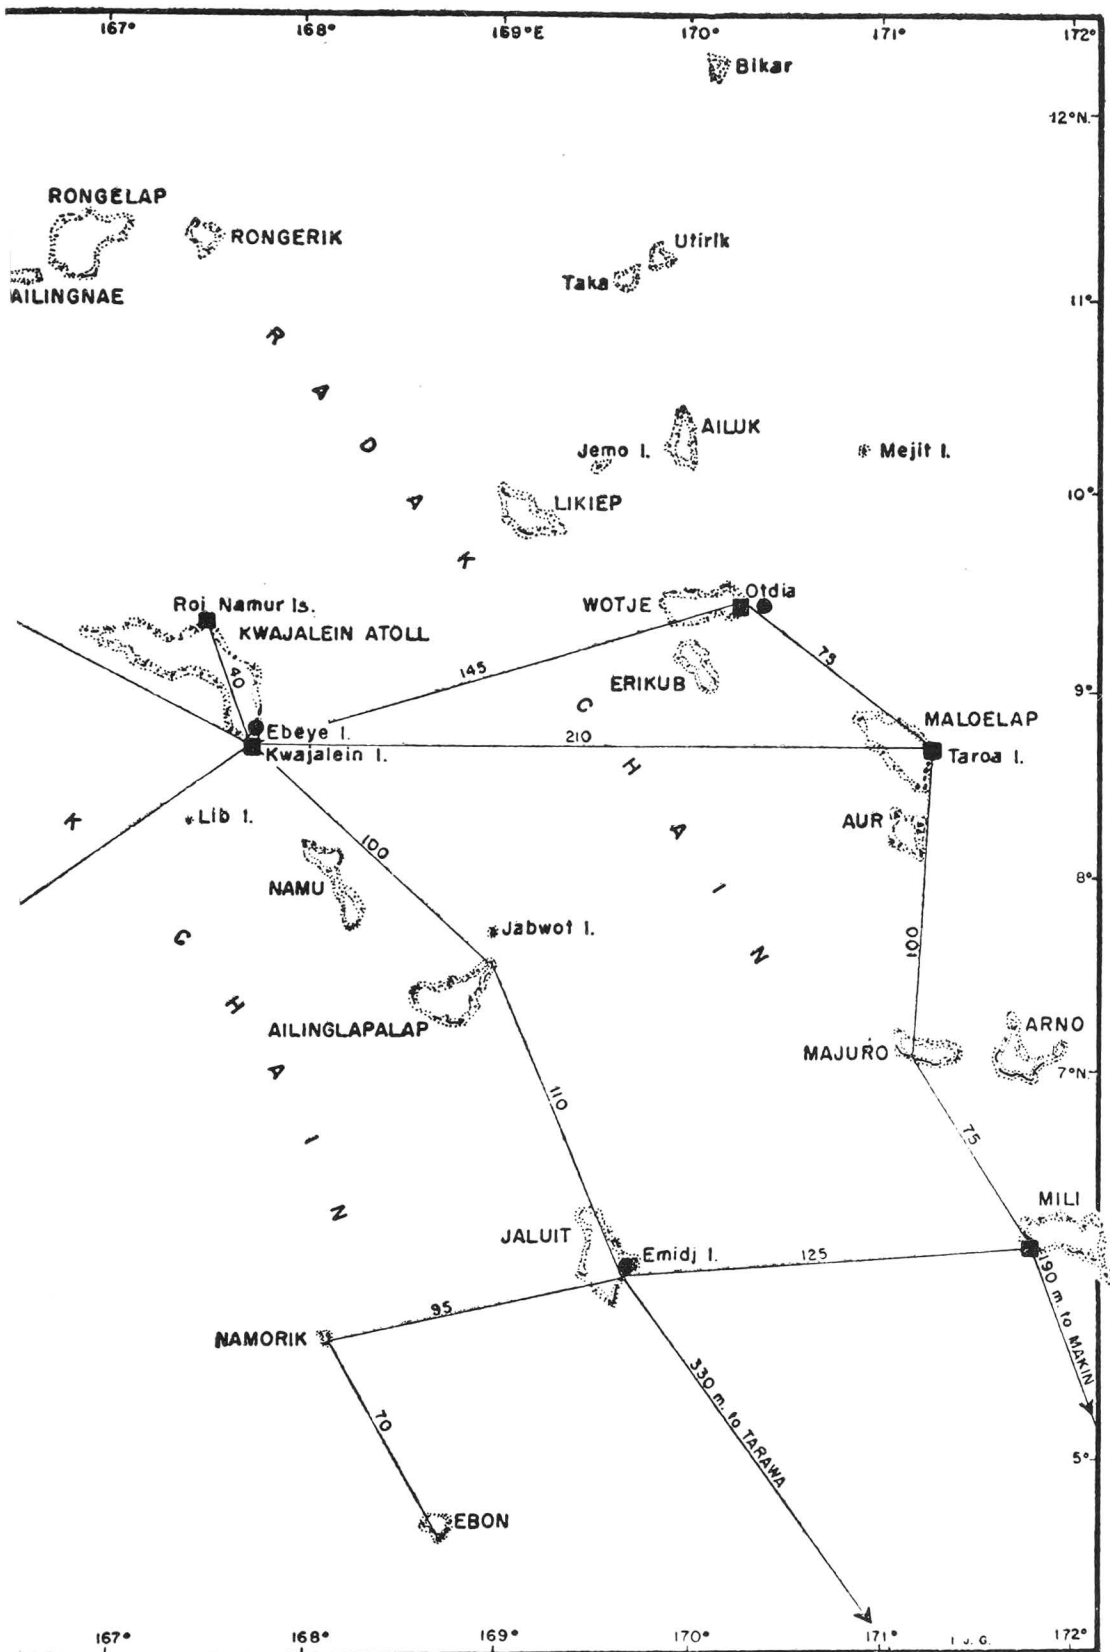 167° 168° 169°E 170° 171° 172°
Bikar
12°N.
RONGELAP
RONGERIK
Utirik
Taka
AILINGNAE
11°
R A D A K
AILUK
Jemo I.
Mejit I.
10°
LIKIEP
Roi Namur Is.
WOTJE
Otdia
KWAJALEIN ATOLL
75
145
40
ERIKUB
9°
C H A I N
MALOELAP
Ebeye I.
210
Kwajalein I.
Taroa I.
Lib I.
K
AUR
100
8°
NAMU
Jabwot I.
100
C H A I N
AILINGLAPALAP
ARNO
MAJURO
7°N.
110
75
MILI
JALUIT
Emidj I.
125
190 m. to MAKIN
95
NAMORIK
330 m. to TARAWA
70
5°
EBON
167° 168° 169° 170° 171° I J. G. 172°